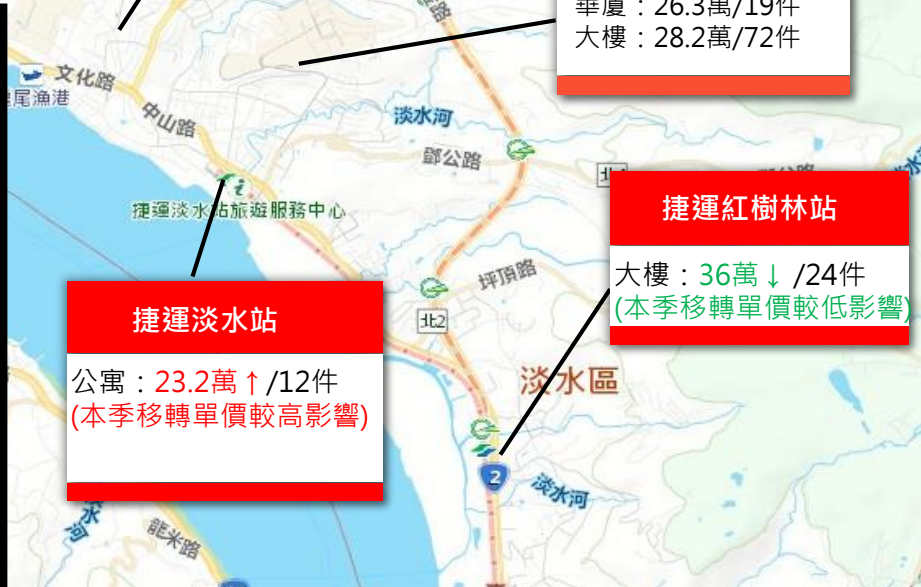 華廈：26.3萬/19件
大樓：28.2萬/72件
文化路
尾漁港
中山路
淡水河
鄧公路
捷運淡水站旅遊服務中心
捷運紅樹林站
大樓：36萬↓ /24件
(本季移轉單價較低影響)
坪頂路
北2
捷運淡水站
公寓：23.2萬↑/12件
(本季移轉單價較高影響)
淡水區
2
淡水河
水河
龍米路